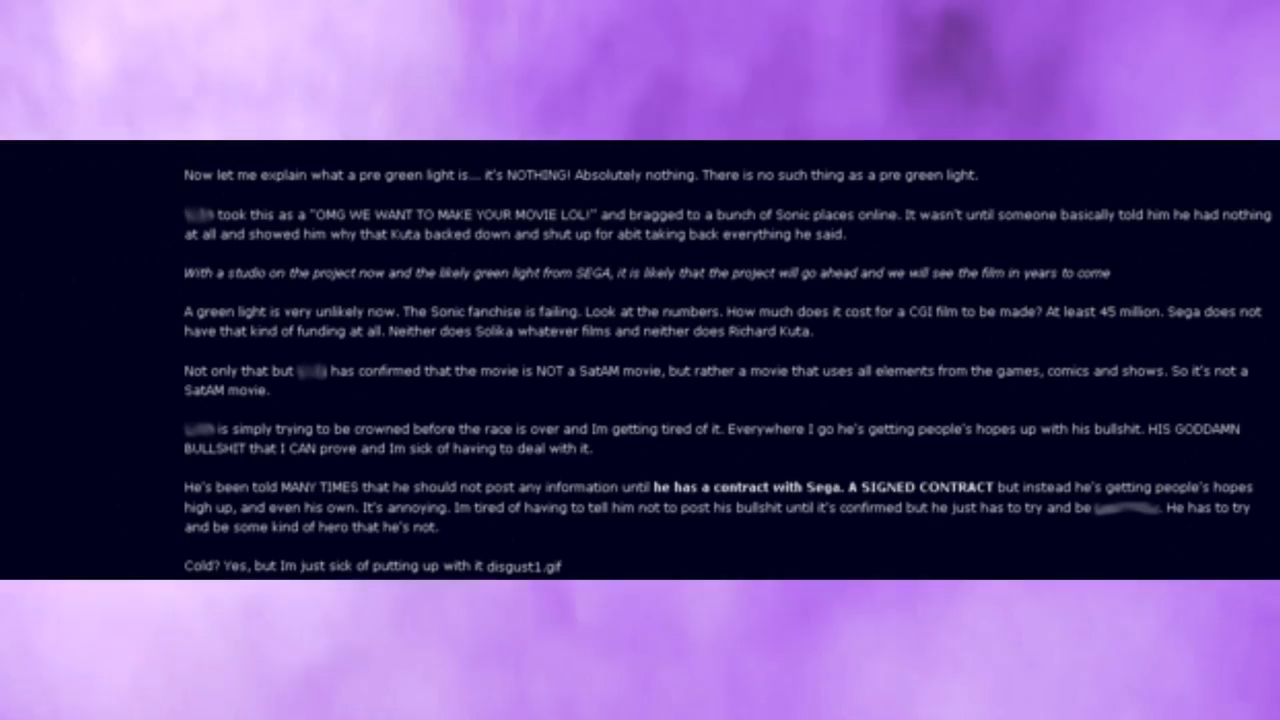 Now let me explain what a pre green light is.... it's NOTHING! Absolutely nothing. There is no such thing as a pre green light.
took this as a "OMG WE WANT TO MAKE YOUR MOVIE LOL!" and bragged to a bunch of Sonic places online. It wasn't until someone basically told him he had nothing
at all and showed him why that Kuta backed down and shut up for abit taking back everything he said.
With a studio on the project now and the likely green light from SEGA, it is likely that the project will go ahead and we will see the film in years to come
A green light is very unlikely now. The Sonic fanchise is failing. Look at the numbers. How much does it cost for a CGI film to be made? At least 45 million. Sega does not
have that kind of funding at all. Neither does Solika whatever films and neither does Richard Kuta.
Not only that but has confirmed that the movie is NOT a SatAM movie, but rather a movie that uses all elements from the games, comics and shows. So it's not a
SatAM movie.
is simply trying to be crowned before the race is over and Im getting tired of it. Everywhere I go he's getting people's hopes up with his bullshit. HIS GODDAMN
BULLSHIT that I CAN prove and Im sick of having to deal with it.
He's been told MANY TIMES that he should not post any information until he has a contract with Sega. A SIGNED CONTRACT but instead he's getting people's hopes
high up, and even his own. It's annoying. Im tired of having to tell him not to post his bullshit until it's confirmed but he just has to try and be . He has to try
and be some kind of hero that he's not.
Cold? Yes, but Im just sick of putting up with it disgust1.gif